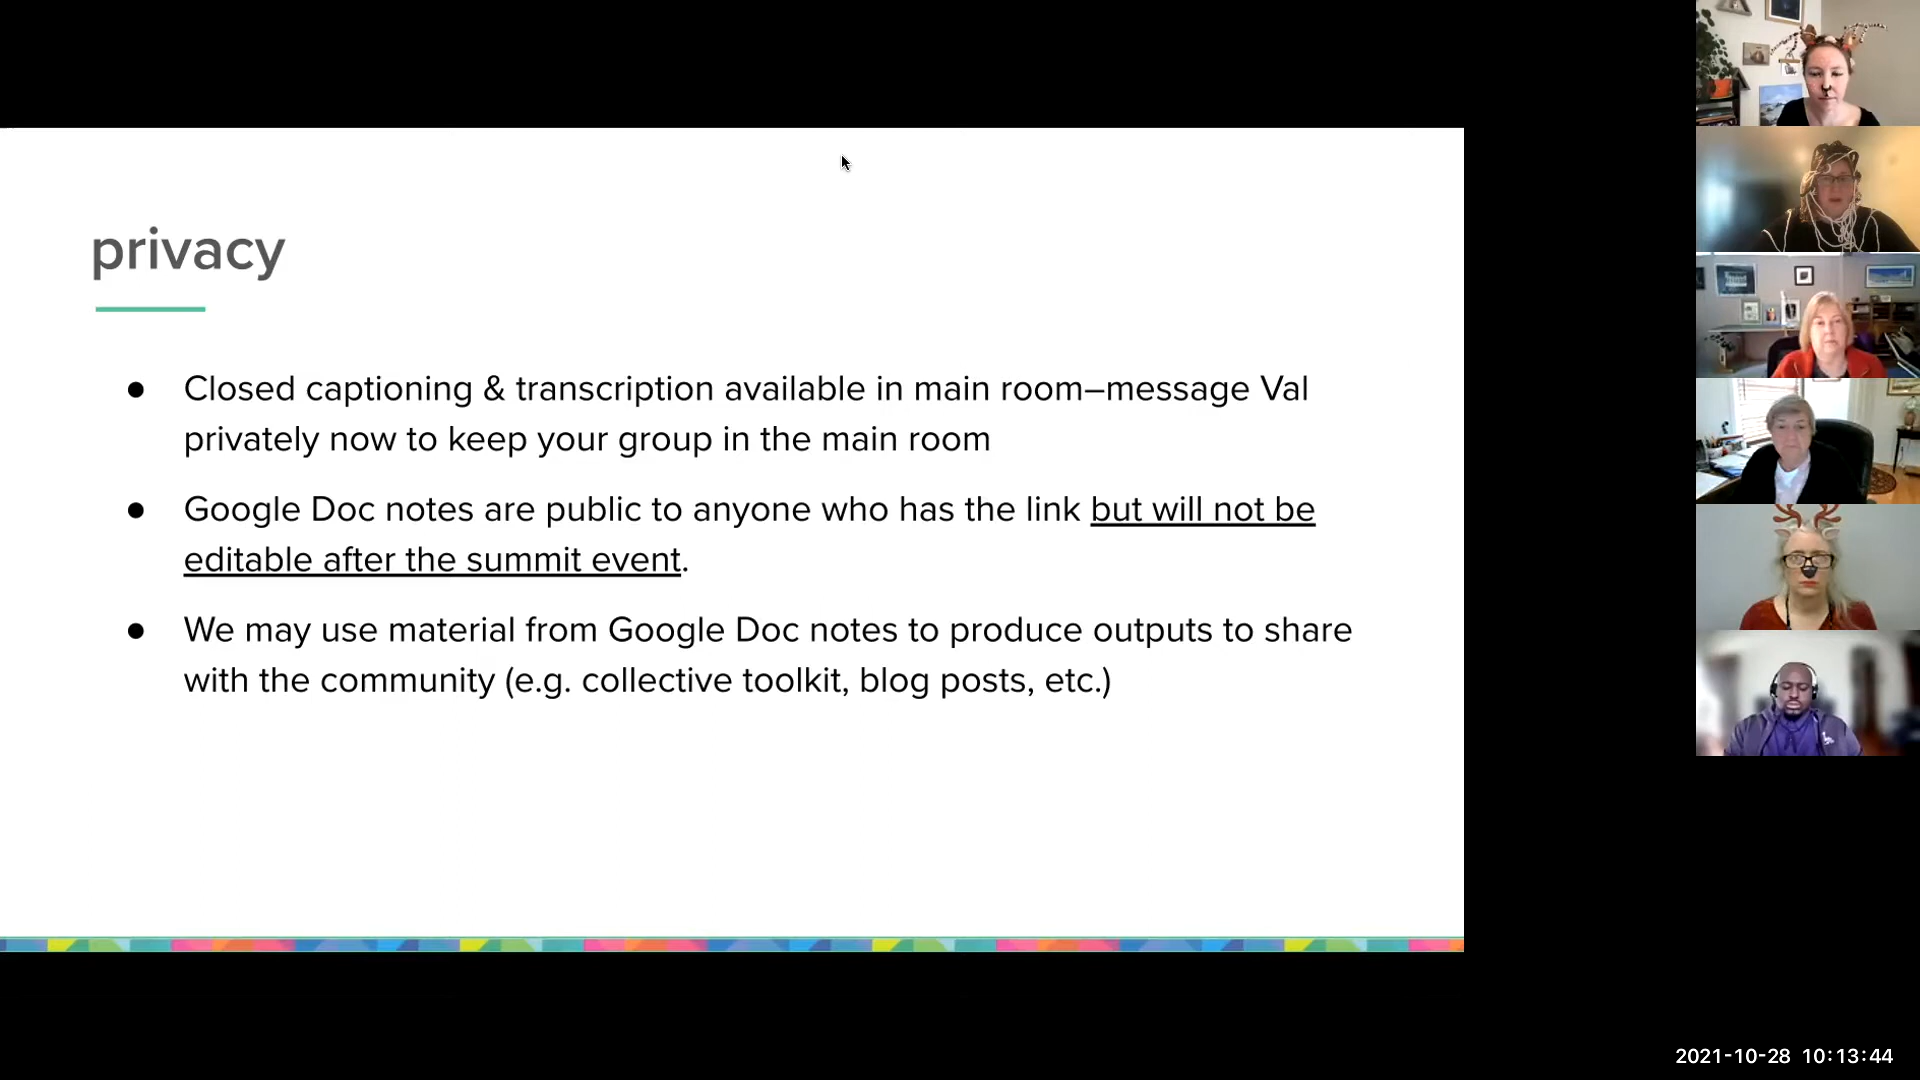 privacy
● Closed captioning & transcription available in main room–message Val
privately now to keep your group in the main room
● Google Doc notes are public to anyone who has the link but will not be
editable after the summit event.
● We may use material from Google Doc notes to produce outputs to share
with the community (e.g. collective toolkit, blog posts, etc.)
2021-10-28 10:13:44